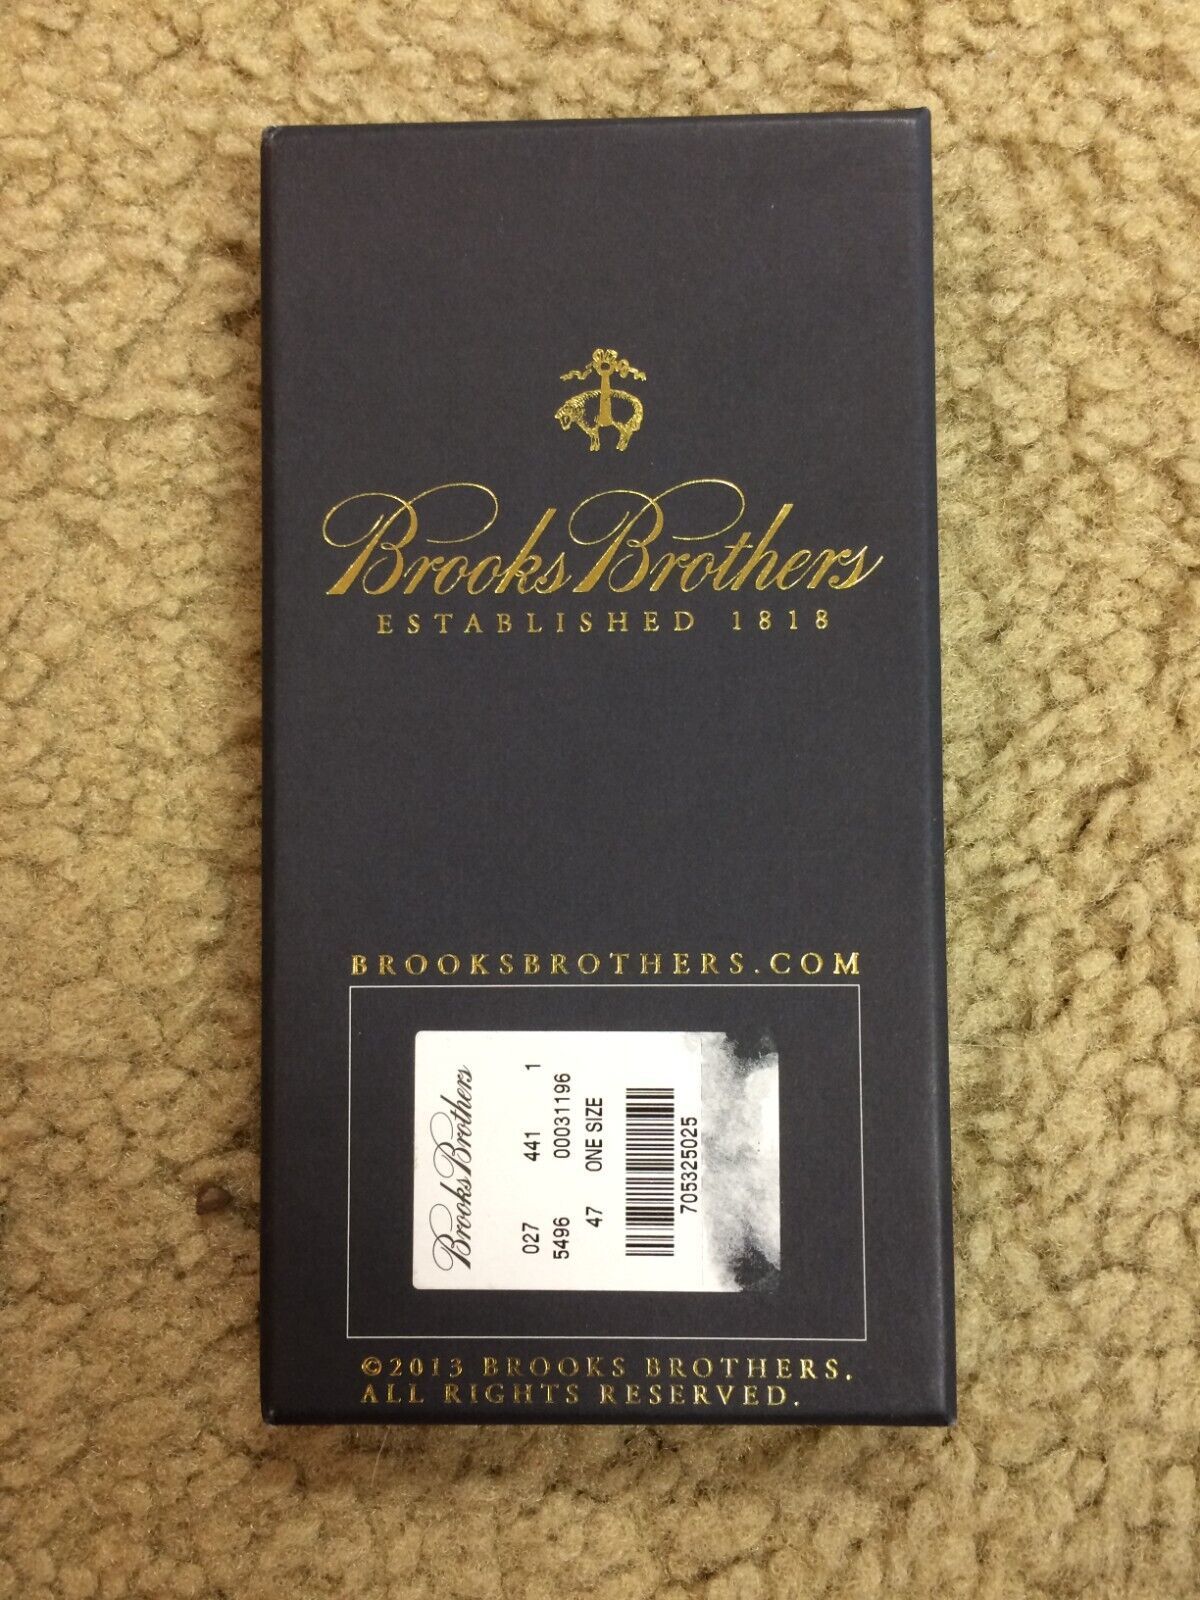 Brooks Brothers
ESTABLISHED 1818
BROOKSBROTHERS.COM
Brooks Brothers
027 441 1
5496 00031196
47 ONE SIZE
705325025
©2013 BROOKS BROTHERS.
ALL RIGHTS RESERVED.